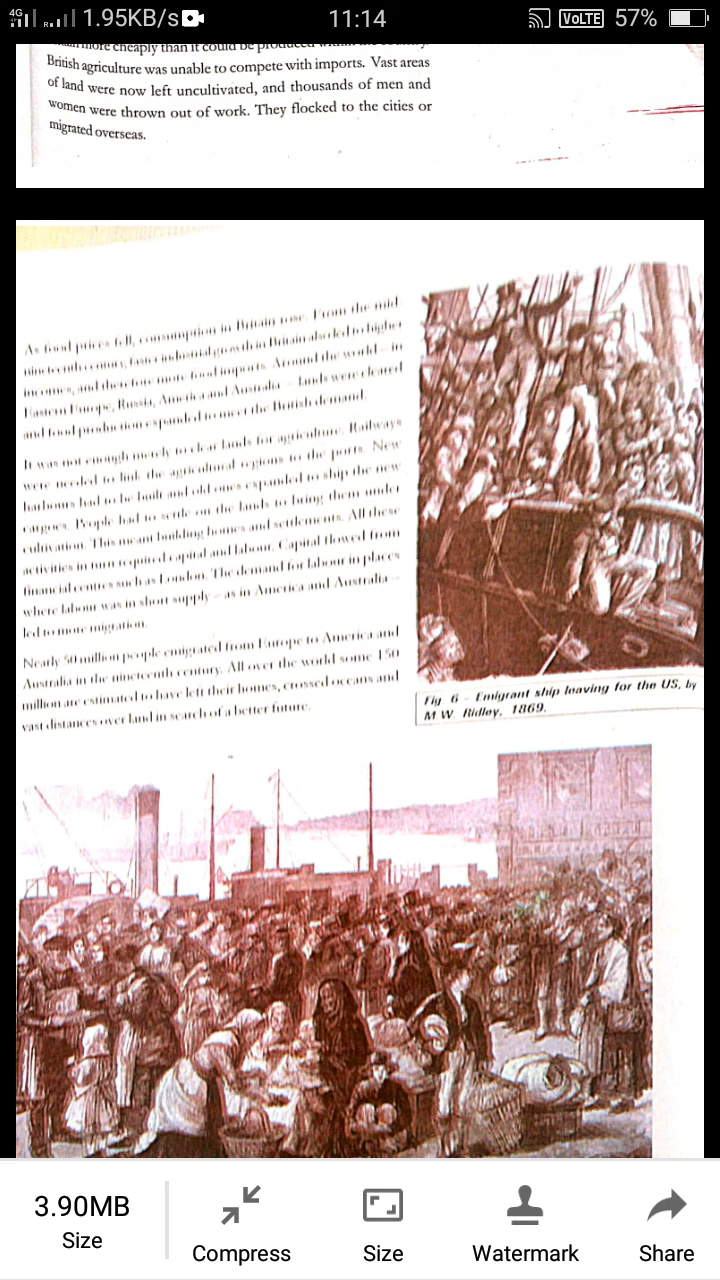 4G R 1.95KB/s 11:14 VoLTE 57%
more cheaply than it could be produced within the country.
British agriculture was unable to compete with imports. Vast areas
of land were now left uncultivated, and thousands of men and
women were thrown out of work. They flocked to the cities or
migrated overseas.
As food prices fell, consumption in Britain rose. From the mid-
nineteenth century, faster industrial growth in Britain also led to higher
incomes, and therefore more food imports. Around the world – in
Eastern Europe, Russia, America and Australia – lands were cleared
and food production expanded to meet the British demand.
It was not enough merely to clear lands for agriculture. Railways
were needed to link the agricultural regions to the ports. New
harbours had to be built and old ones expanded to ship the new
cargoes. People had to settle on the lands to bring them under
cultivation. This meant building homes and settlements. All these
activities in turn required capital and labour. Capital flowed from
financial centres such as London. The demand for labour in places
where labour was in short supply – as in America and Australia –
led to more migration.
Nearly 50 million people emigrated from Europe to America and
Australia in the nineteenth century. All over the world some 150
million are estimated to have left their homes, crossed oceans and
vast distances over land in search of a better future.
Fig. 6 – Emigrant ship leaving for the US, by
M.W. Ridley, 1869.
3.90MB
Size
Compress
Size
Watermark
Share